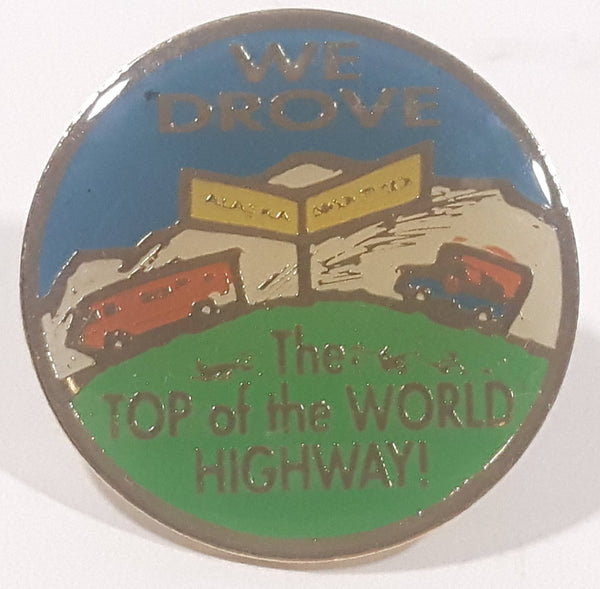 WE
DROVE
ALASKA
The
TOP of the WORLD
HIGHWAY!